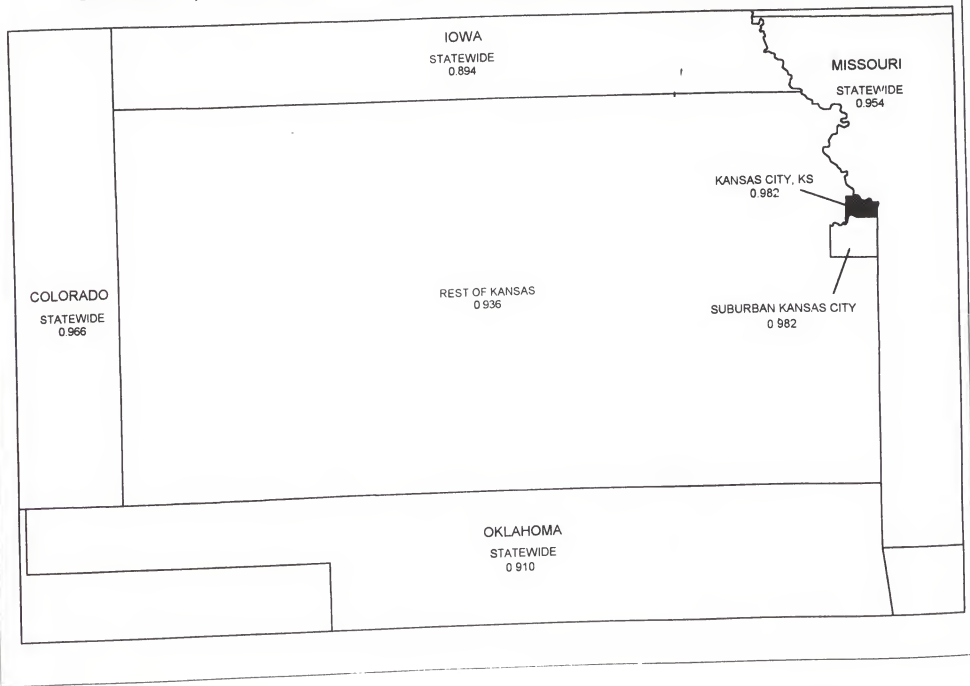 IOWA
STATEWIDE
0.894
MISSOURI
STATEWIDE
0.954
KANSAS CITY, KS
0.982
COLORADO
STATEWIDE
0.966
REST OF KANSAS
0.936
SUBURBAN KANSAS CITY
0 982
OKLAHOMA
STATEWIDE
0 910